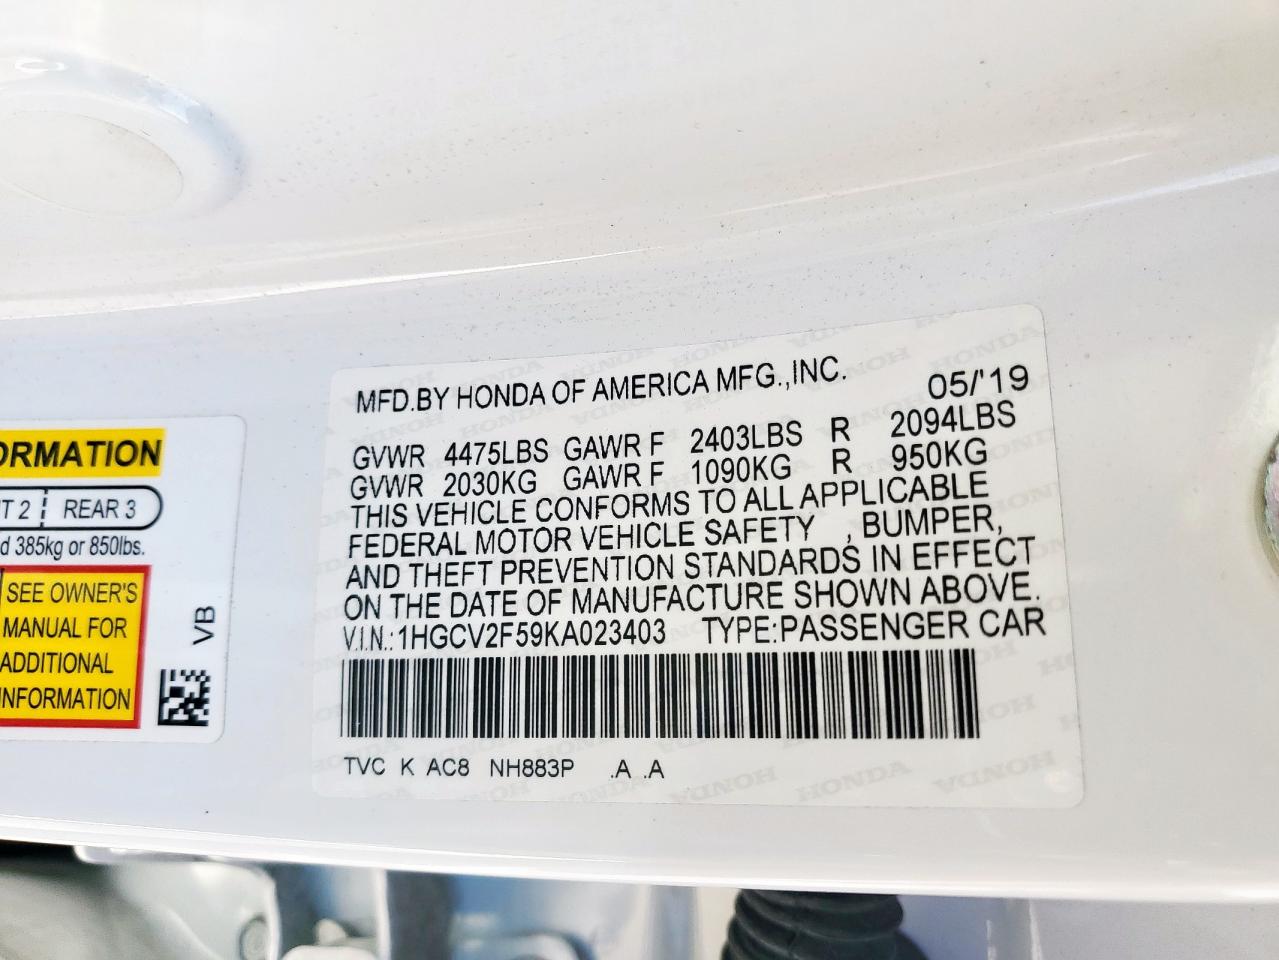 ORMATION
T 2 REAR 3
d 385kg or 850lbs.
SEE OWNER'S
MANUAL FOR
ADDITIONAL
INFORMATION
VB
MFD.BY HONDA OF AMERICA MFG.,INC. 05/'19
GVWR 4475LBS GAWR F 2403LBS R 2094LBS
GVWR 2030KG GAWR F 1090KG R 950KG
THIS VEHICLE CONFORMS TO ALL APPLICABLE
FEDERAL MOTOR VEHICLE SAFETY , BUMPER,
AND THEFT PREVENTION STANDARDS IN EFFECT
ON THE DATE OF MANUFACTURE SHOWN ABOVE.
V.I.N.: 1HGCV2F59KA023403 TYPE:PASSENGER CAR
TVC K AC8 NH883P .A .A